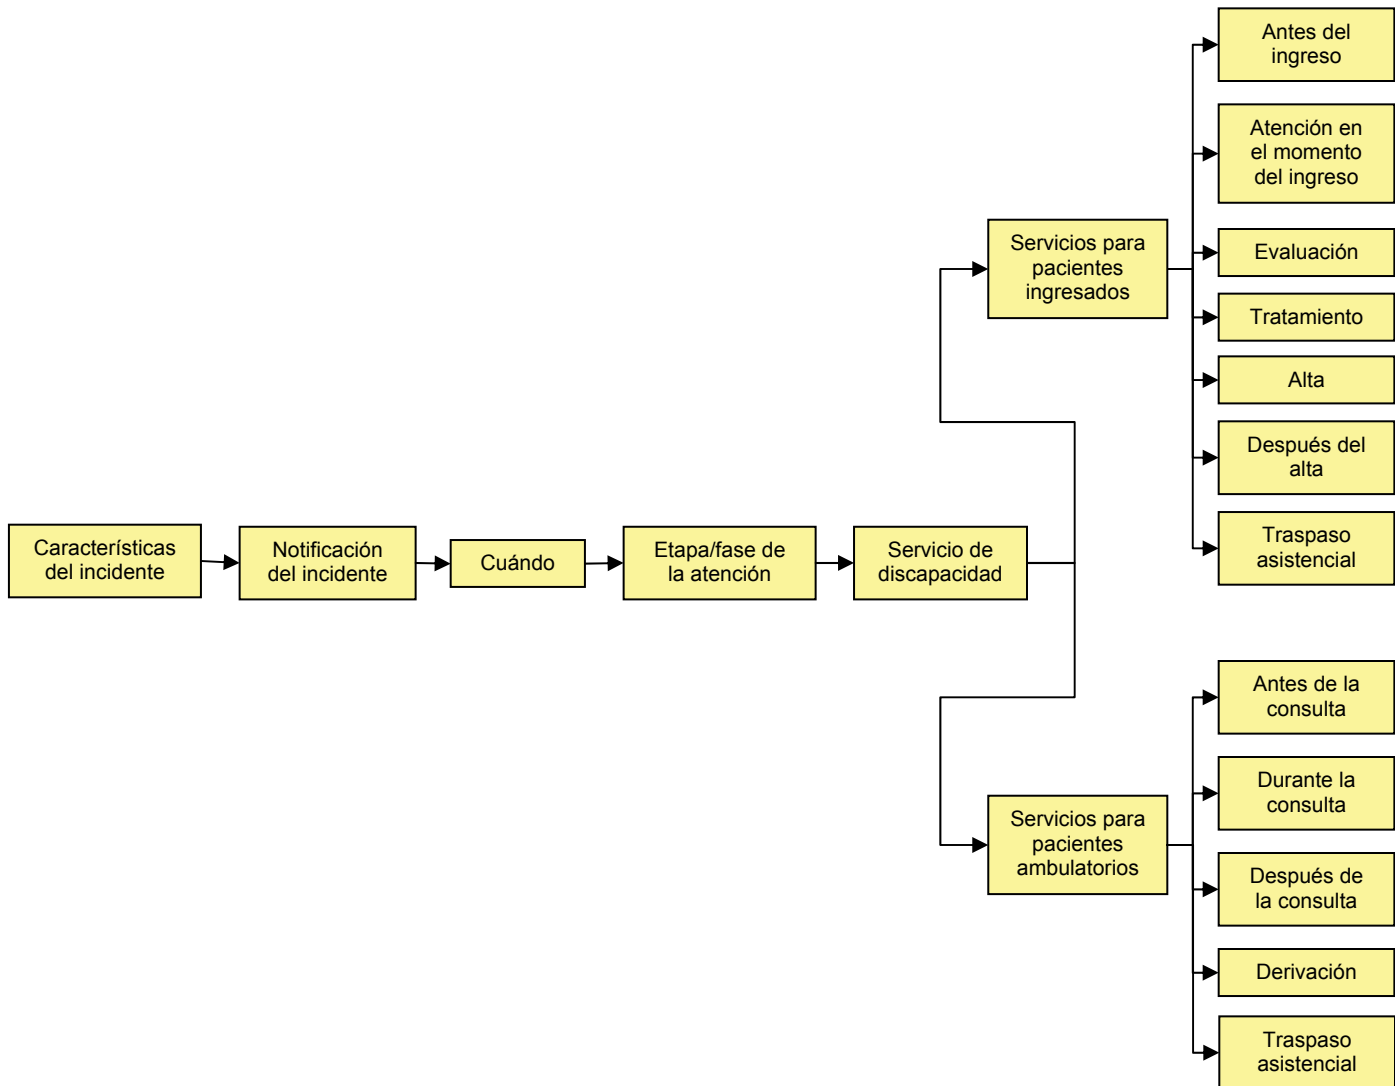 Características
del incidente
Notificación
del incidente
Cuándo
Etapa/fase de
la atención
Servicio de
discapacidad
Servicios para
pacientes
ingresados
Antes del
ingreso
Atención en
el momento
del ingreso
Evaluación
Tratamiento
Alta
Después del
alta
Traspaso
asistencial
Servicios para
pacientes
ambulatorios
Antes de la
consulta
Durante la
consulta
Después de
la consulta
Derivación
Traspaso
asistencial